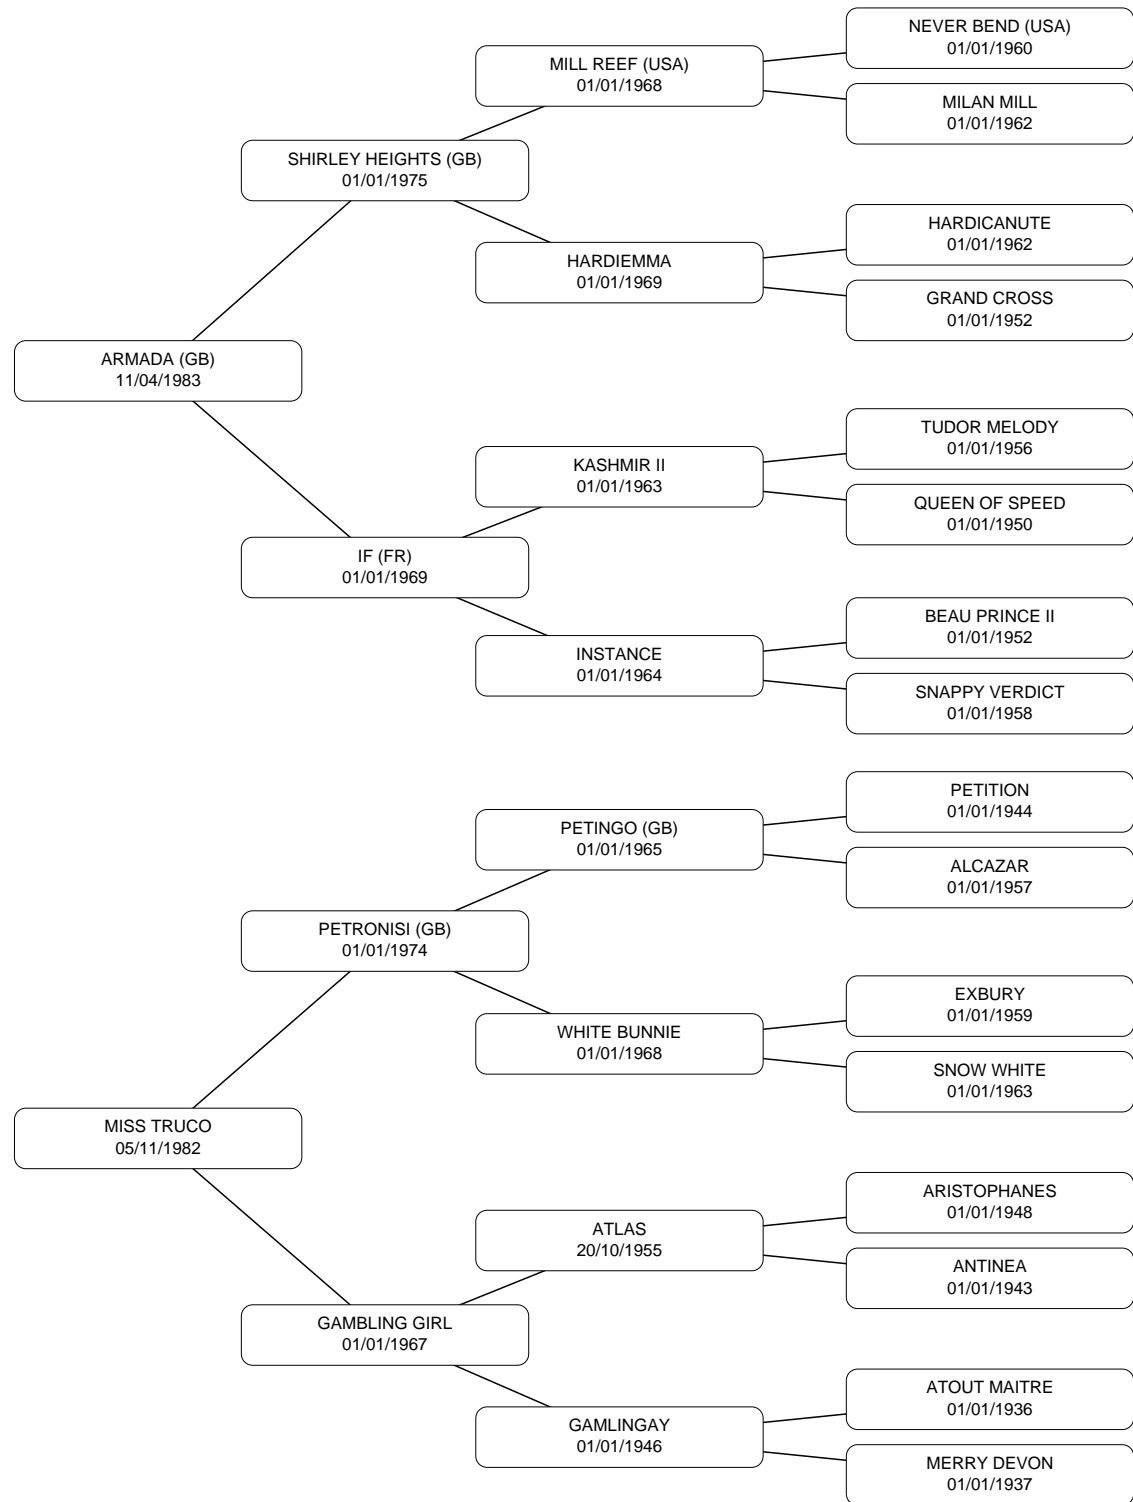 NEVER BEND (USA)
01/01/1960
MILL REEF (USA)
01/01/1968
MILAN MILL
01/01/1962
SHIRLEY HEIGHTS (GB)
01/01/1975
HARDICANUTE
01/01/1962
HARDIEMMA
01/01/1969
GRAND CROSS
01/01/1952
ARMADA (GB)
11/04/1983
TUDOR MELODY
01/01/1956
KASHMIR II
01/01/1963
QUEEN OF SPEED
01/01/1950
IF (FR)
01/01/1969
BEAU PRINCE II
01/01/1952
INSTANCE
01/01/1964
SNAPPY VERDICT
01/01/1958
PETITION
01/01/1944
PETINGO (GB)
01/01/1965
ALCAZAR
01/01/1957
PETRONISI (GB)
01/01/1974
EXBURY
01/01/1959
WHITE BUNNIE
01/01/1968
SNOW WHITE
01/01/1963
MISS TRUCO
05/11/1982
ARISTOPHANES
01/01/1948
ATLAS
20/10/1955
ANTINEA
01/01/1943
GAMBLING GIRL
01/01/1967
ATOUT MAITRE
01/01/1936
GAMLINGAY
01/01/1946
MERRY DEVON
01/01/1937